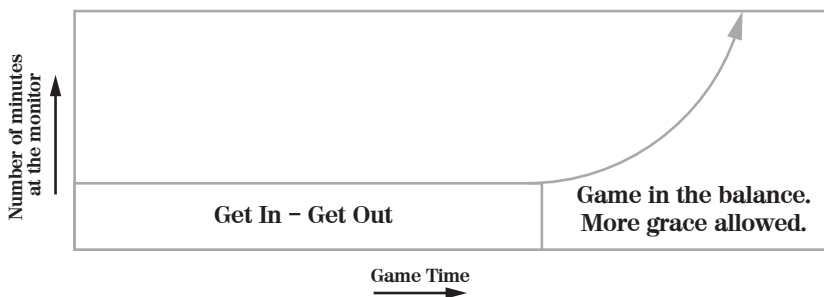 Number of minutes
at the monitor
Get In – Get Out
Game in the balance.
More grace allowed.
Game Time